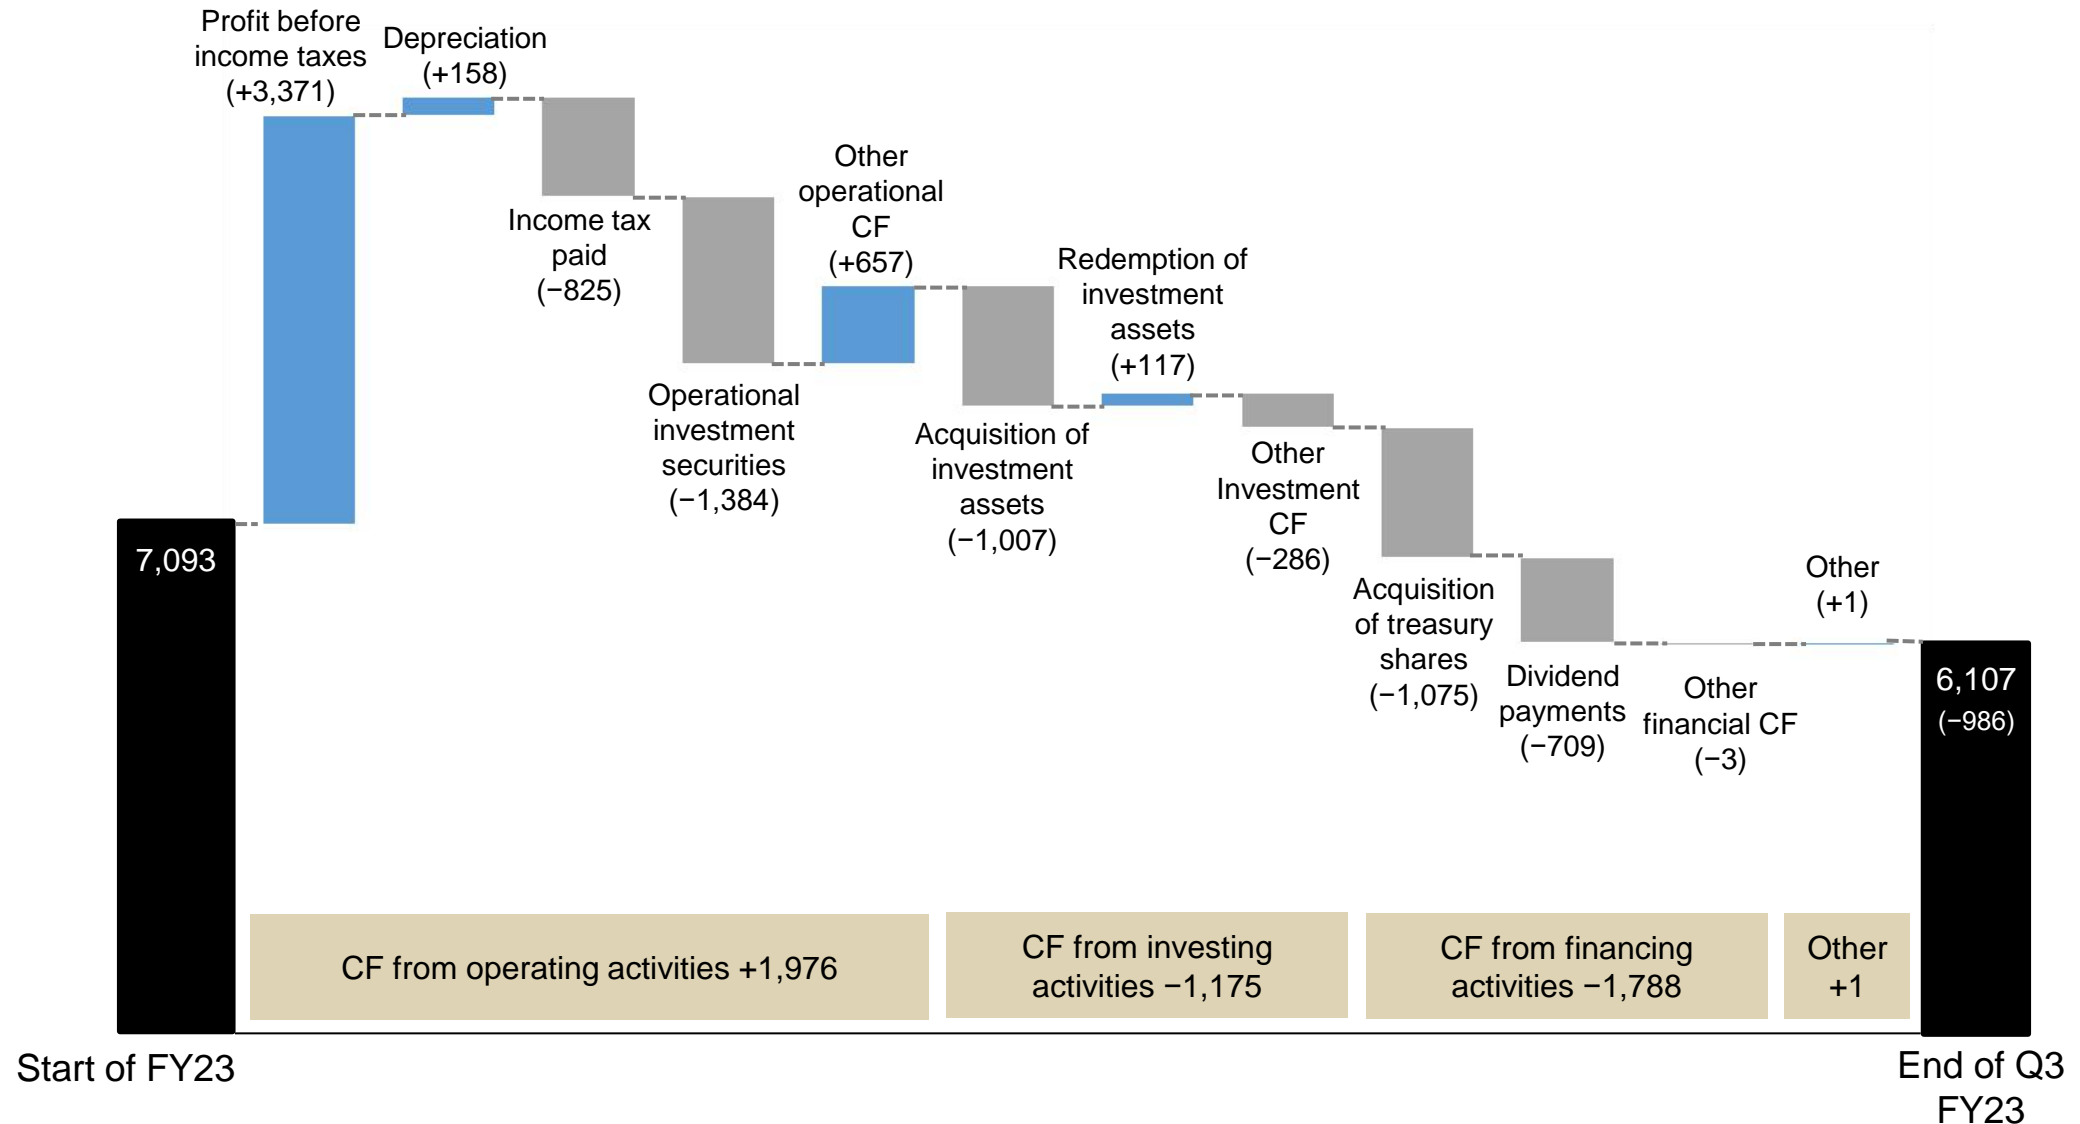 Profit before
income taxes
(+3,371)
Depreciation
(+158)
Income tax
paid
(−825)
Operational
investment
securities
(−1,384)
Other
operational
CF
(+657)
Acquisition of
investment
assets
(−1,007)
Redemption of
investment
assets
(+117)
Other
Investment
CF
(−286)
Acquisition
of treasury
shares
(−1,075)
Dividend
payments
(−709)
Other
financial CF
(−3)
Other
(+1)
7,093
6,107
(−986)
CF from operating activities +1,976
CF from investing
activities −1,175
CF from financing
activities −1,788
Other
+1
Start of FY23
End of Q3
FY23